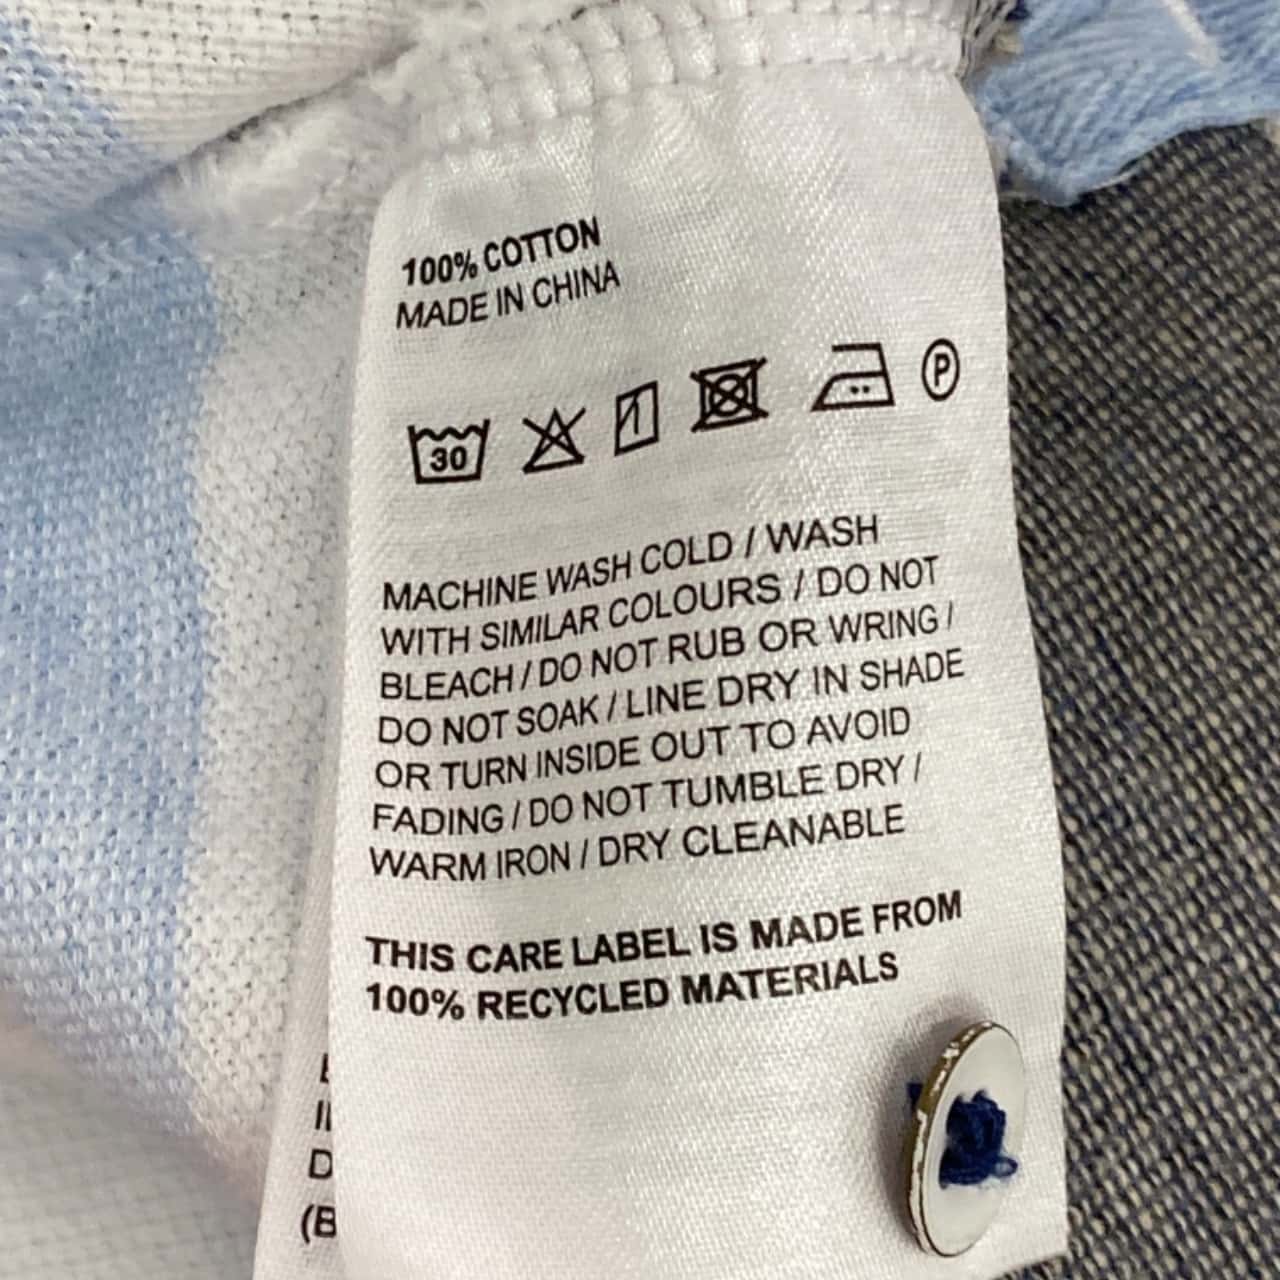 100% COTTON
MADE IN CHINA
30
P
MACHINE WASH COLD / WASH
WITH SIMILAR COLOURS / DO NOT
BLEACH / DO NOT RUB OR WRING /
DO NOT SOAK / LINE DRY IN SHADE
OR TURN INSIDE OUT TO AVOID
FADING / DO NOT TUMBLE DRY /
WARM IRON / DRY CLEANABLE
THIS CARE LABEL IS MADE FROM
100% RECYCLED MATERIALS
D
(B